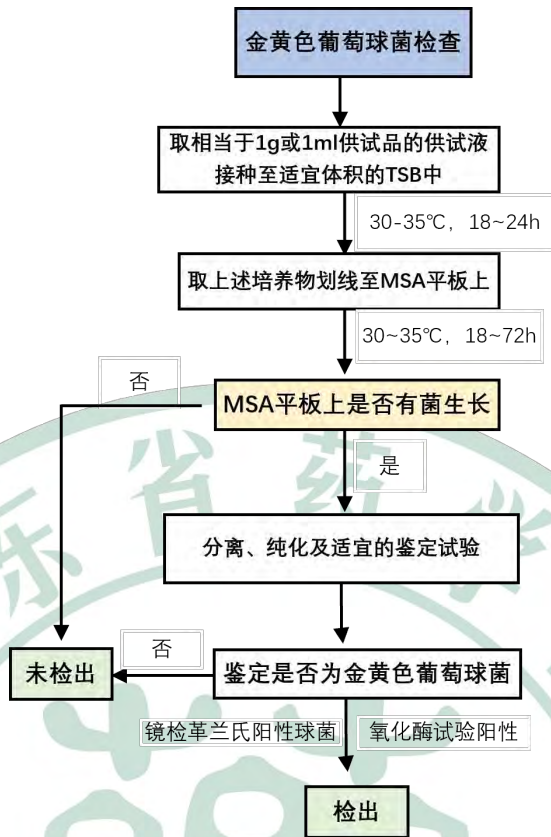 金黄色葡萄球菌检查
取相当于1g或1ml供试品的供试液
接种至适宜体积的TSB中
30-35℃，18~24h
取上述培养物划线至MSA平板上
30~35℃，18~72h
否
MSA平板上是否有菌生长
是
分离、纯化及适宜的鉴定试验
否
未检出
鉴定是否为金黄色葡萄球菌
镜检革兰氏阳性球菌
氧化酶试验阳性
检出
东省药学